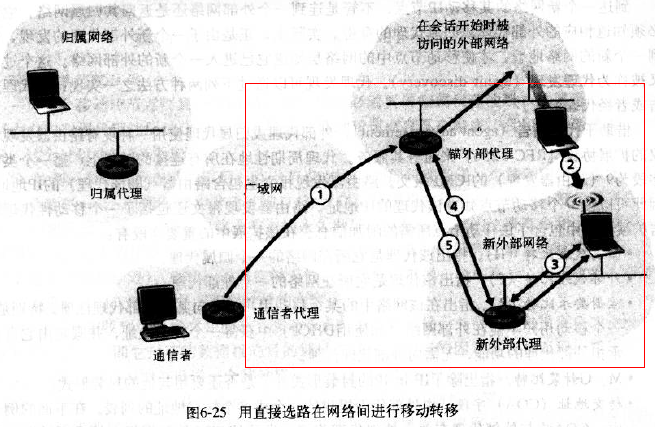 归属网络
归属代理
在会话开始时被
访问的外部网络
锚外部代理
②
广域网
①
④
⑤
新外部网络
③
通信者
通信者代理
新外部代理
图6-25 用直接选路在网络间进行移动转移